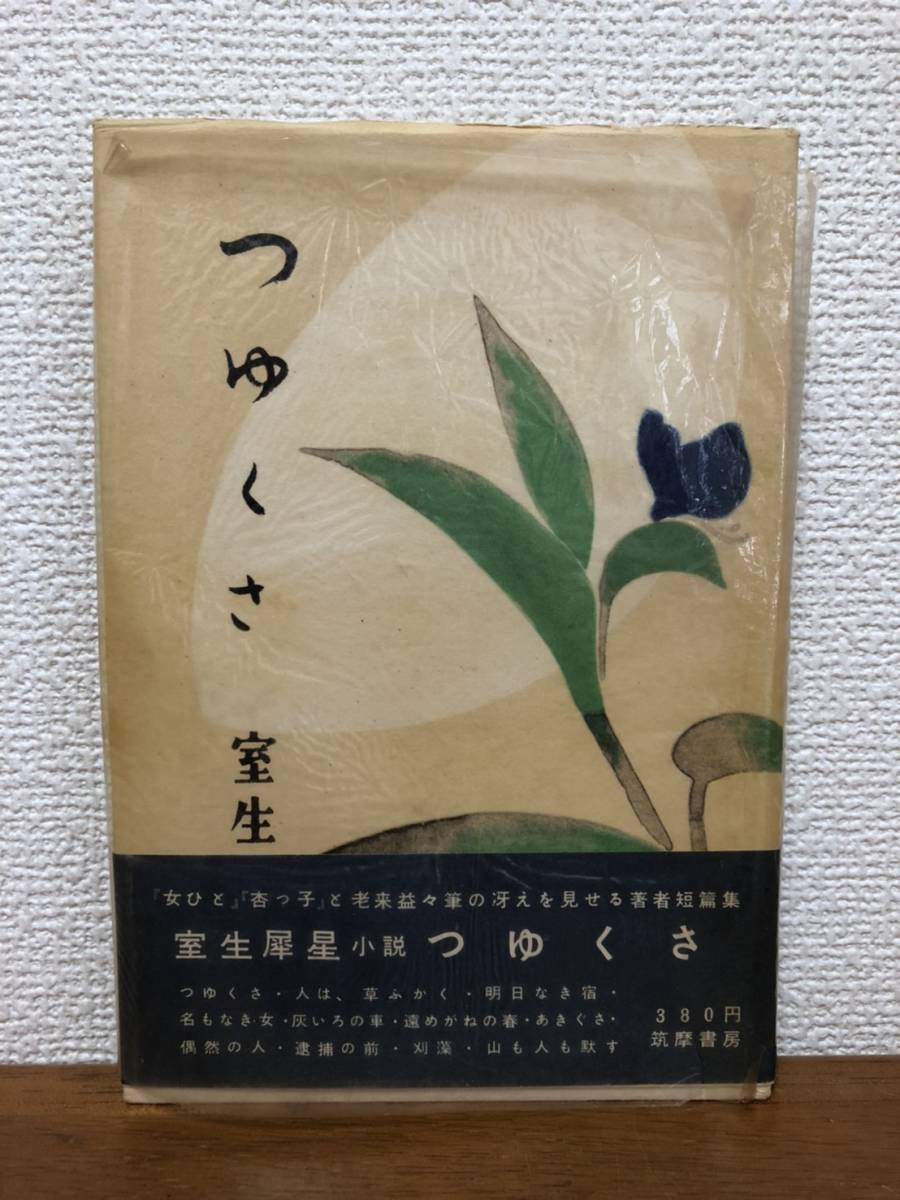 つゆくさ 室生
『女ひと』『杏っ子』と老来益々筆の冴えを見せる著者短篇集
室生犀星小説 つゆくさ
つゆくさ・人は、草ふかく・明日なき宿・
名もなき女・灰いろの車・遠めがねの春・あきぐさ・
偶然の人・逮捕の前・刈藻・山も人も默す
380円
筑摩書房